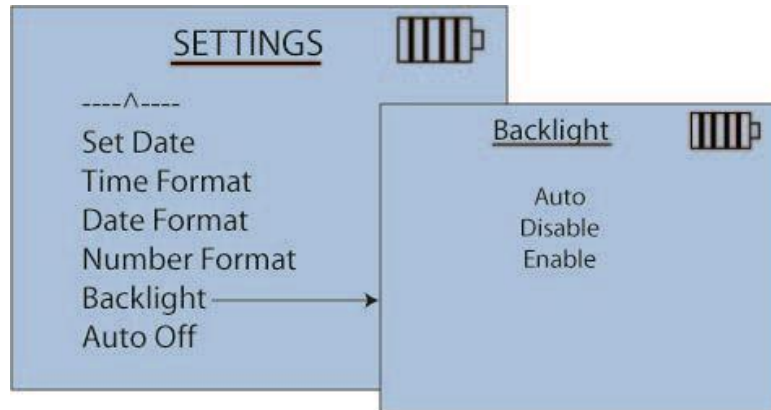 SETTINGS
----^----
Set Date
Time Format
Date Format
Number Format
Backlight
Auto Off
Backlight
Auto
Disable
Enable